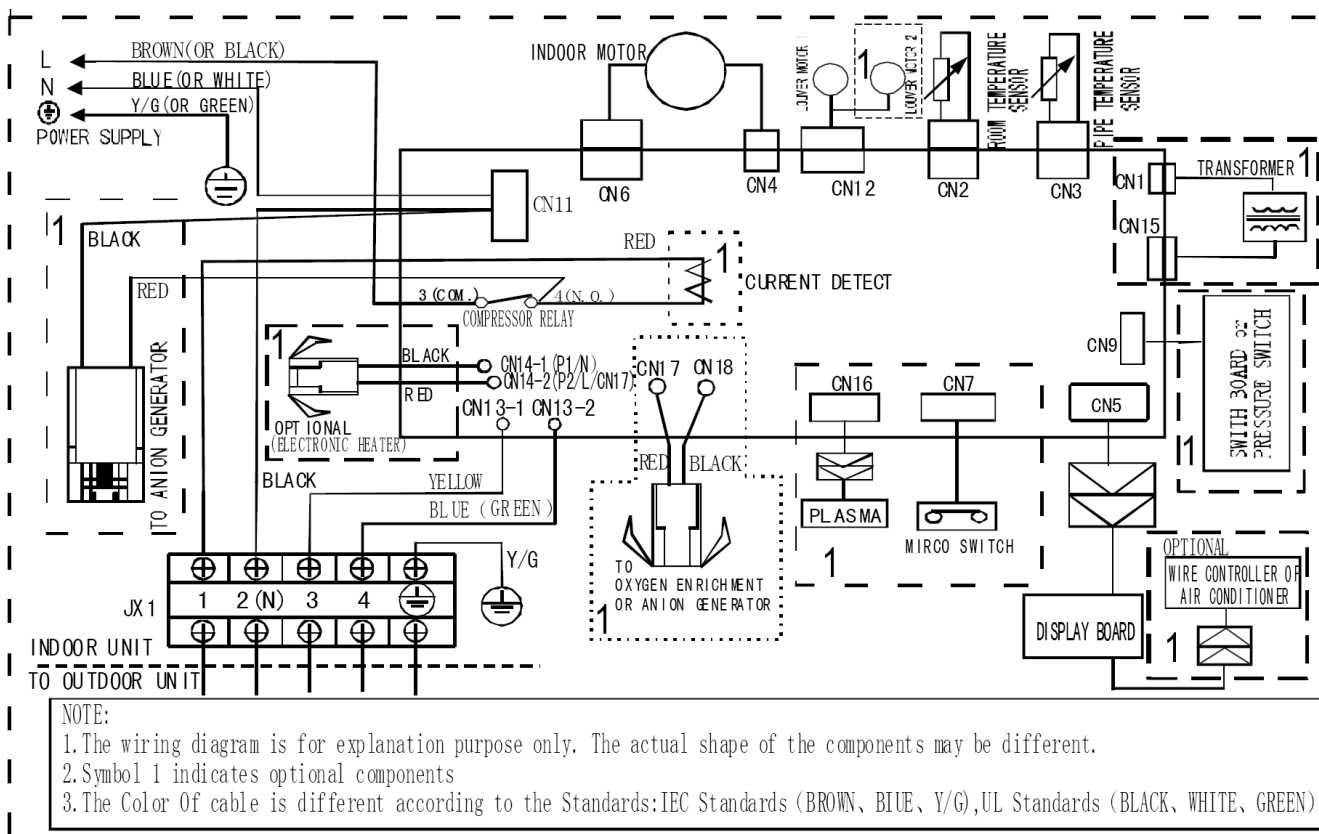 L
BROWN(OR BLACK)
N
BLUE(OR WHITE)
Y/G(OR GREEN)
POWER SUPPLY
INDOOR MOTOR
LOUVER MOTOR 1
1
LOUVER MOTOR 2
ROOM TEMPERATURE
SENSOR
PIPE TEMPERATURE
SENSOR
CN6
CN4
CN12
CN2
CN3
CN1
TRANSFORMER
1
CN15
CN11
1
BLACK
RED
TO ANION GENERATOR
RED
1
CURRENT DETECT
3(COM.)
4(N.O.)
COMPRESSOR RELAY
1
BLACK
RED
OPTIONAL
(ELECTRONIC HEATER)
CN14-1(P1/N)
CN14-2(P2/L/CN17)
CN13-1
CN13-2
CN17
CN18
RED
BLACK
TO
OXYGEN ENRICHMENT
OR ANION GENERATOR
1
CN16
CN7
PLASMA
MIRCO SWITCH
1
CN9
CN5
SWITH BOARD or
PRESSURE SWITCH
1
BLACK
YELLOW
BLUE (GREEN)
Y/G
JX1
1
2(N)
3
4
DISPLAY BOARD
OPTIONAL
WIRE CONTROLLER OF
AIR CONDITIONER
1
INDOOR UNIT
TO OUTDOOR UNIT
NOTE:
1.The wiring diagram is for explanation purpose only. The actual shape of the components may be different.
2.Symbol 1 indicates optional components
3.The Color Of cable is different according to the Standards:IEC Standards (BROWN、BIUE、Y/G),UL Standards (BLACK、WHITE、GREEN)